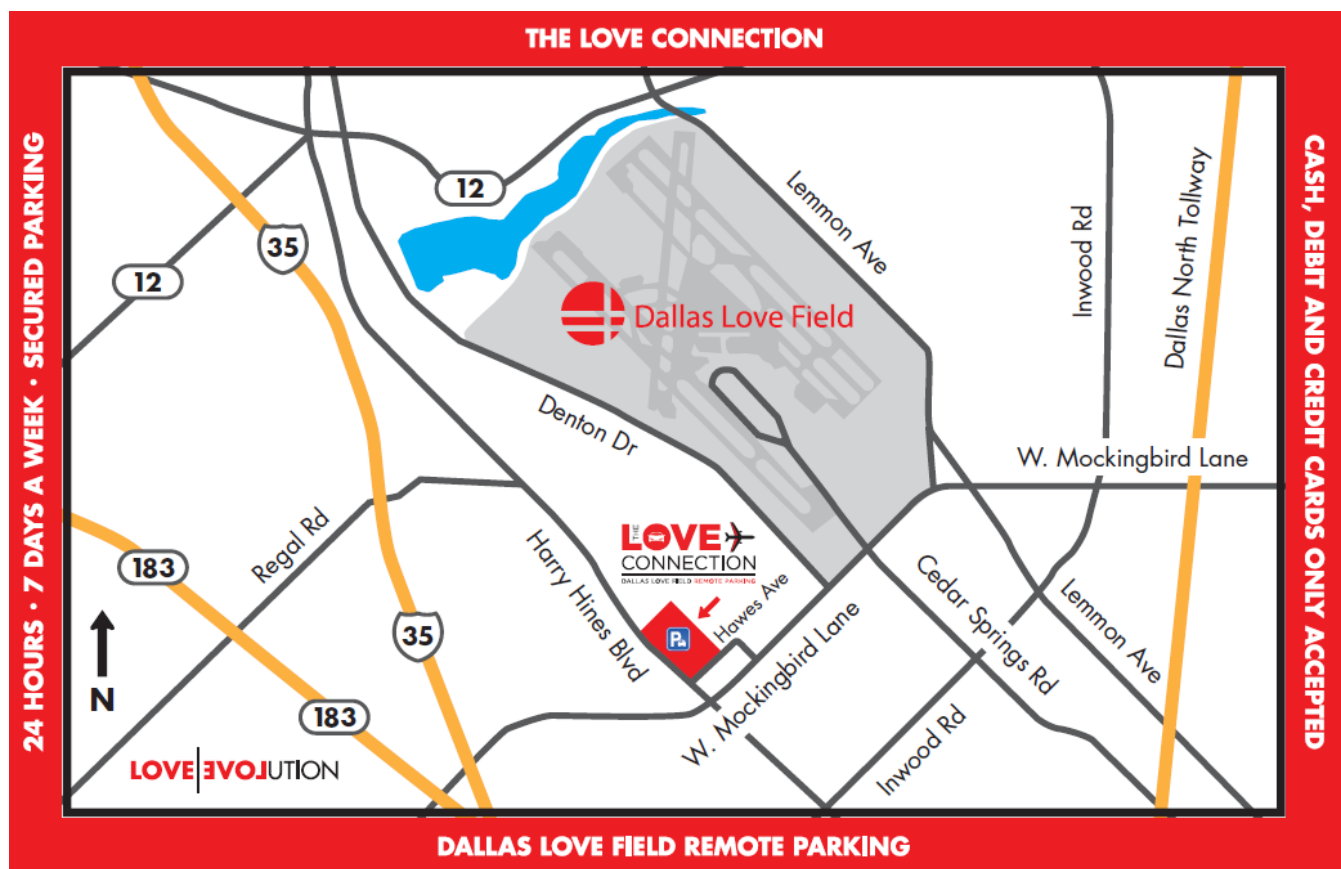 THE LOVE CONNECTION
24 HOURS • 7 DAYS A WEEK • SECURED PARKING
CASH, DEBIT AND CREDIT CARDS ONLY ACCEPTED
12
Lemmon Ave
Inwood Rd
Dallas North Tollway
35
12
Dallas Love Field
Denton Dr
W. Mockingbird Lane
Regal Rd
183
Harry Hines Blvd
THE
LOVE
CONNECTION
DALLAS LOVE FIELD REMOTE PARKING
P
Hawes Ave
Cedar Springs Rd
Lemmon Ave
35
W. Mockingbird Lane
N
183
Inwood Rd
LOVE EVOLUTION
DALLAS LOVE FIELD REMOTE PARKING